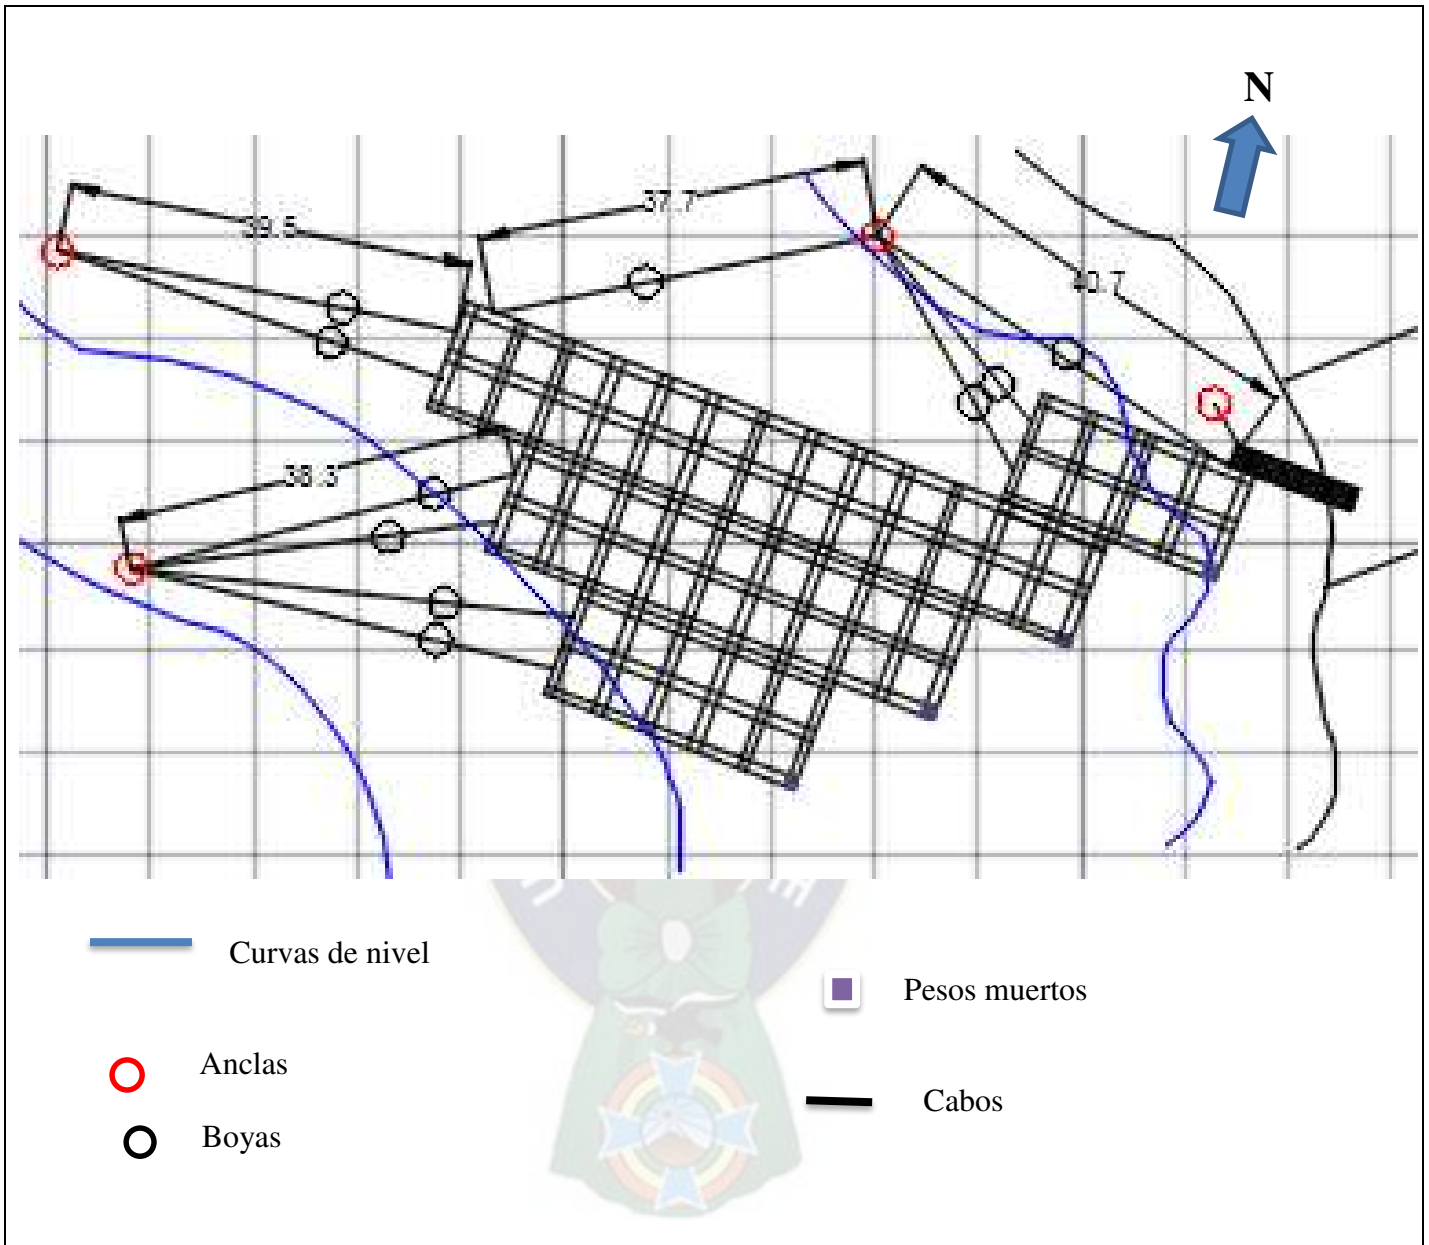 N
39.5
37.7
40.7
38.3
Curvas de nivel
Pesos muertos
Anclas
Cabos
Boyas